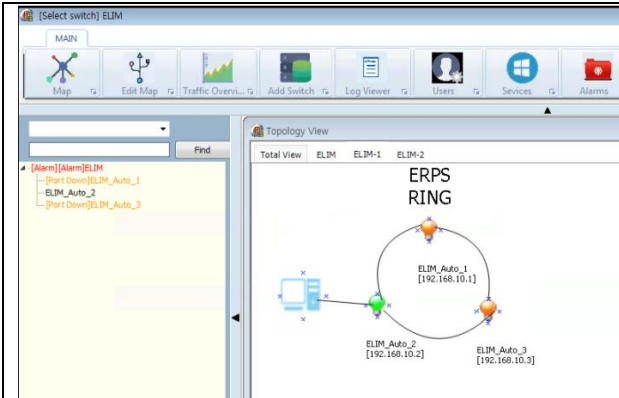 [Select switch] ELIM
MAIN
Map
Edit Map
Traffic Overvi...
Add Switch
Log Viewer
Users
Sevices
Alarms
Find
[Alarm][Alarm]ELIM
[Port Down]ELIM_Auto_1
ELIM_Auto_2
[Port Down]ELIM_Auto_3
Topology View
Total View ELIM ELIM-1 ELIM-2
ERPS
RING
ELIM_Auto_1
[192.168.10.1]
ELIM_Auto_2
[192.168.10.2]
ELIM_Auto_3
[192.168.10.3]